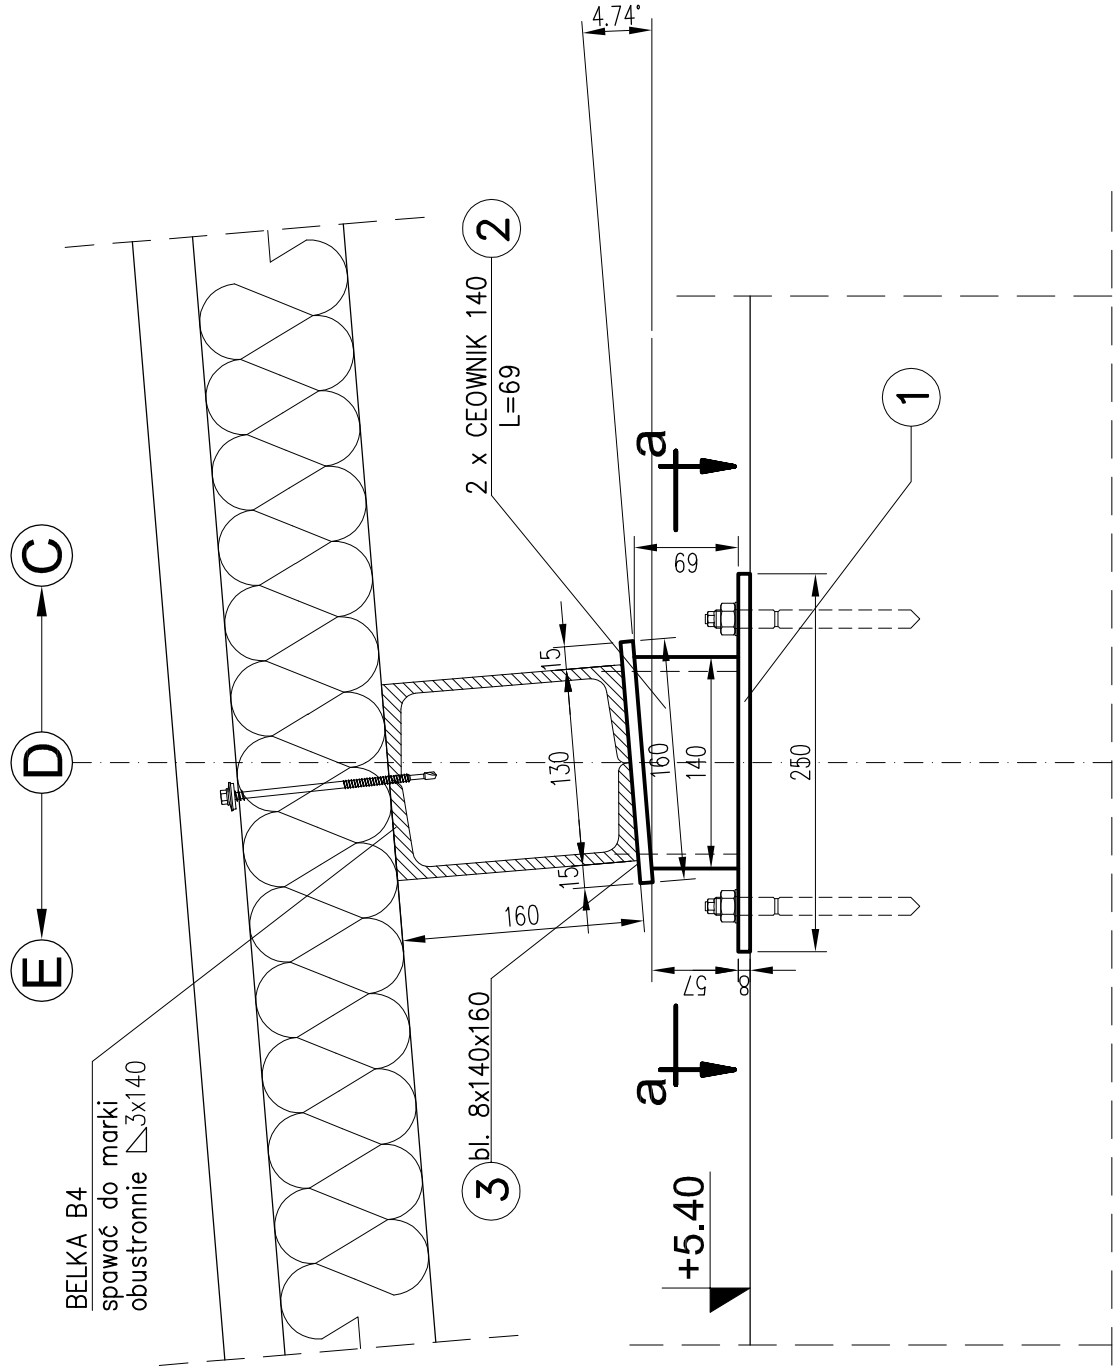 E
D
C
BELKA B4
spawać do marki
obustronnie 3x140
3
bl. 8x140x160
2 x CEOWNIK 140
L=69
2
1
4.74°
15
130
15
160
160
140
250
69
57
8
a
a
+5.40